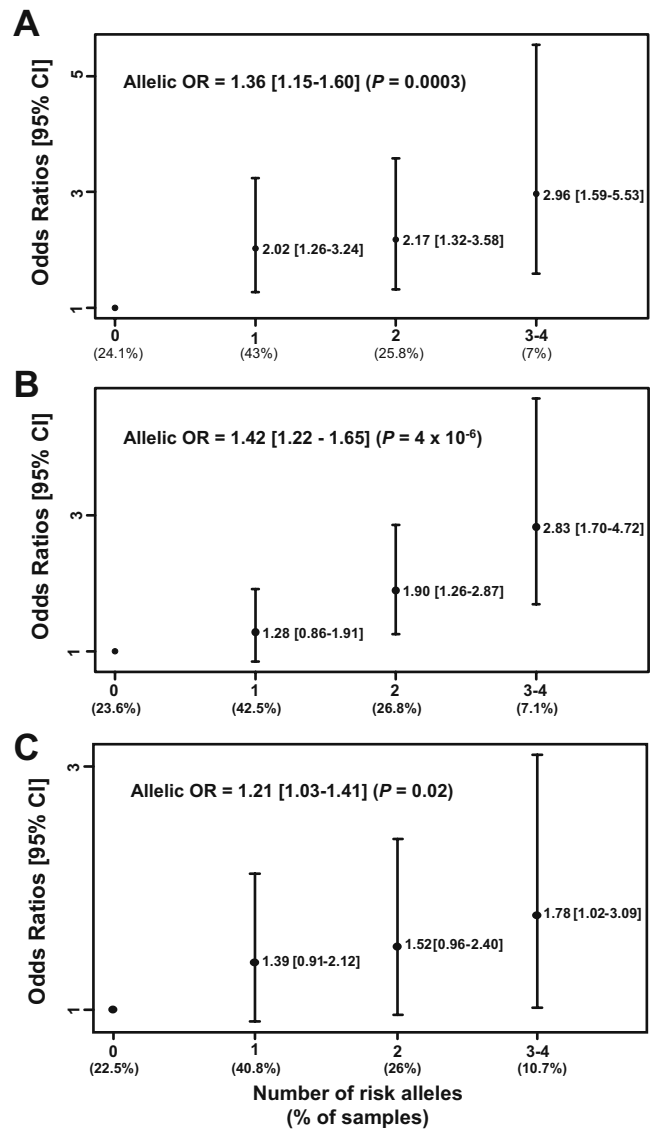 A
Odds Ratios [95% CI]
5
3
1
Allelic OR = 1.36 [1.15-1.60] (P = 0.0003)
2.02 [1.26-3.24]
2.17 [1.32-3.58]
2.96 [1.59-5.53]
0 1 2 3-4
(24.1%) (43%) (25.8%) (7%)
B
Odds Ratios [95% CI]
3
1
Allelic OR = 1.42 [1.22 - 1.65] (P = 4 x 10-6)
1.28 [0.86-1.91]
1.90 [1.26-2.87]
2.83 [1.70-4.72]
0 1 2 3-4
(23.6%) (42.5%) (26.8%) (7.1%)
C
Odds Ratios [95% CI]
3
1
Allelic OR = 1.21 [1.03-1.41] (P = 0.02)
1.39 [0.91-2.12]
1.52[0.96-2.40]
1.78 [1.02-3.09]
0 1 2 3-4
(22.5%) (40.8%) (26%) (10.7%)
Number of risk alleles
(% of samples)